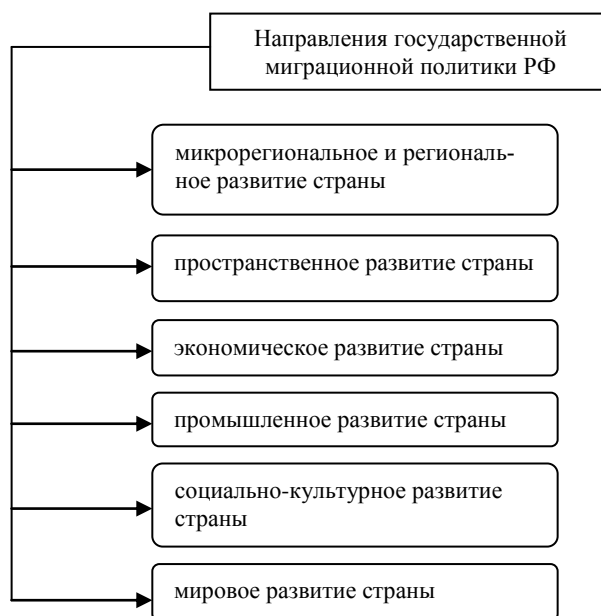 Направления государственной
миграционной политики РФ
микрорегиональное и региональ-
ное развитие страны
пространственное развитие страны
экономическое развитие страны
промышленное развитие страны
социально-культурное развитие
страны
мировое развитие страны